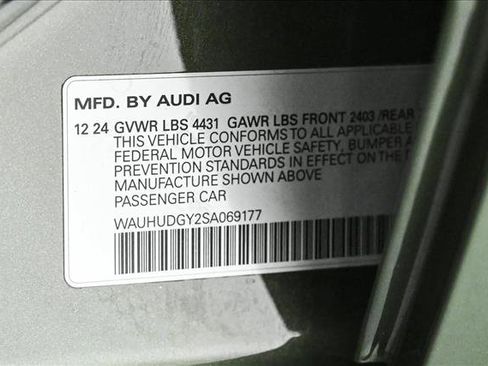 MFD. BY AUDI AG
12 24 GVWR LBS 4431 GAWR LBS FRONT 2403 /REAR
THIS VEHICLE CONFORMS TO ALL APPLICABLE
FEDERAL MOTOR VEHICLE SAFETY, BUMPER A
PREVENTION STANDARDS IN EFFECT ON THE
MANUFACTURE SHOWN ABOVE
PASSENGER CAR
WAUHUDGY2SA069177